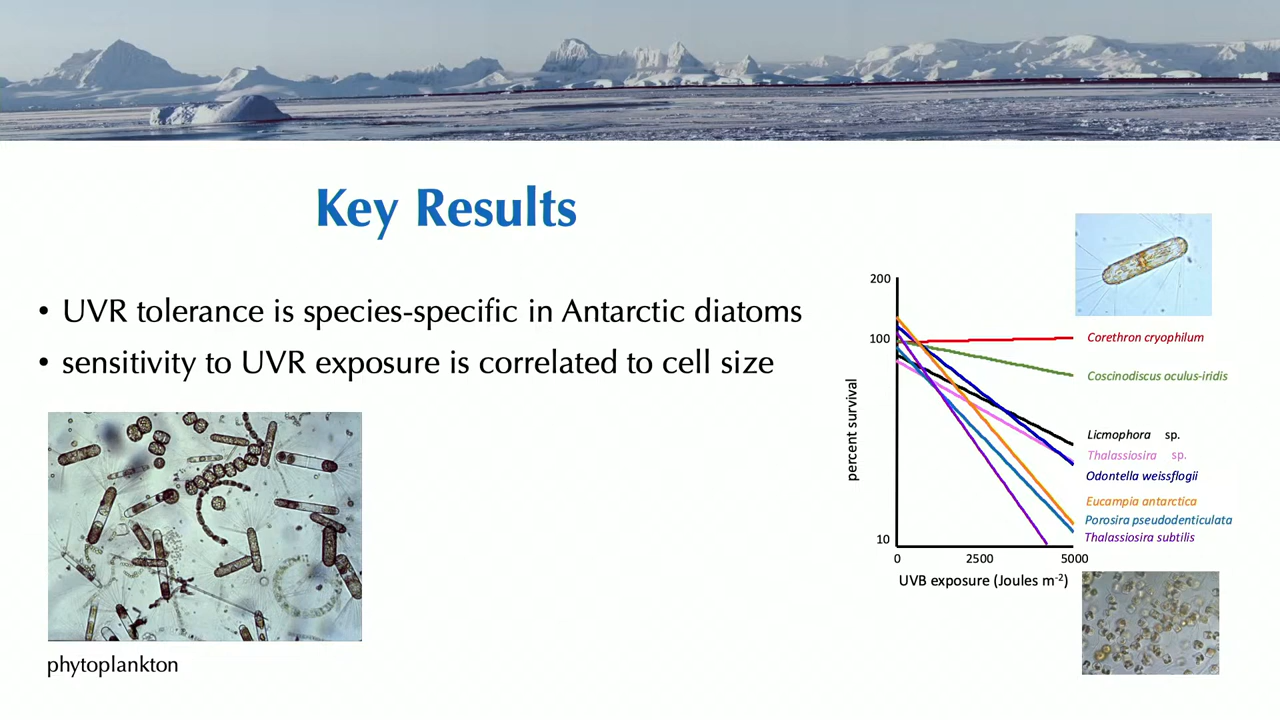 Key Results
• UVR tolerance is species-specific in Antarctic diatoms
• sensitivity to UVR exposure is correlated to cell size
phytoplankton
200
100
10
percent survival
0 2500 5000
UVB exposure (Joules m-2)
Corethron cryophilum
Coscinodiscus oculus-iridis
Licmophora sp.
Thalassiosira sp.
Odontella weissflogii
Eucampia antarctica
Porosira pseudodenticulata
Thalassiosira subtilis